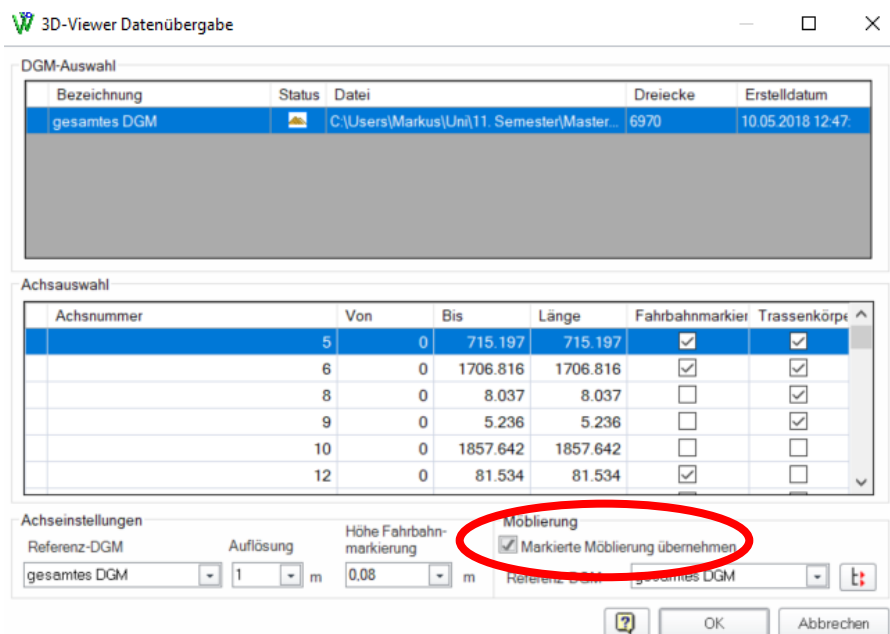 3D-Viewer Datenübergabe
DGM-Auswahl
Bezeichnung Status Datei Dreiecke Erstelldatum
gesamtes DGM C:\Users\Markus\Uni\11. Semester\Master... 6970 10.05.2018 12:47:
Achsauswahl
Achsnummer Von Bis Länge Fahrbahnmarkier Trassenkörpe
5 0 715.197 715.197
6 0 1706.816 1706.816
8 0 8.037 8.037
9 0 5.236 5.236
10 0 1857.642 1857.642
12 0 81.534 81.534
Achseinstellungen
Referenz-DGM Auflösung Höhe Fahrbahn-
markierung
gesamtes DGM 1 m 0,08 m
Möblierung
Markierte Möblierung übernehmen
Referenz-DGM gesamtes DGM
OK Abbrechen